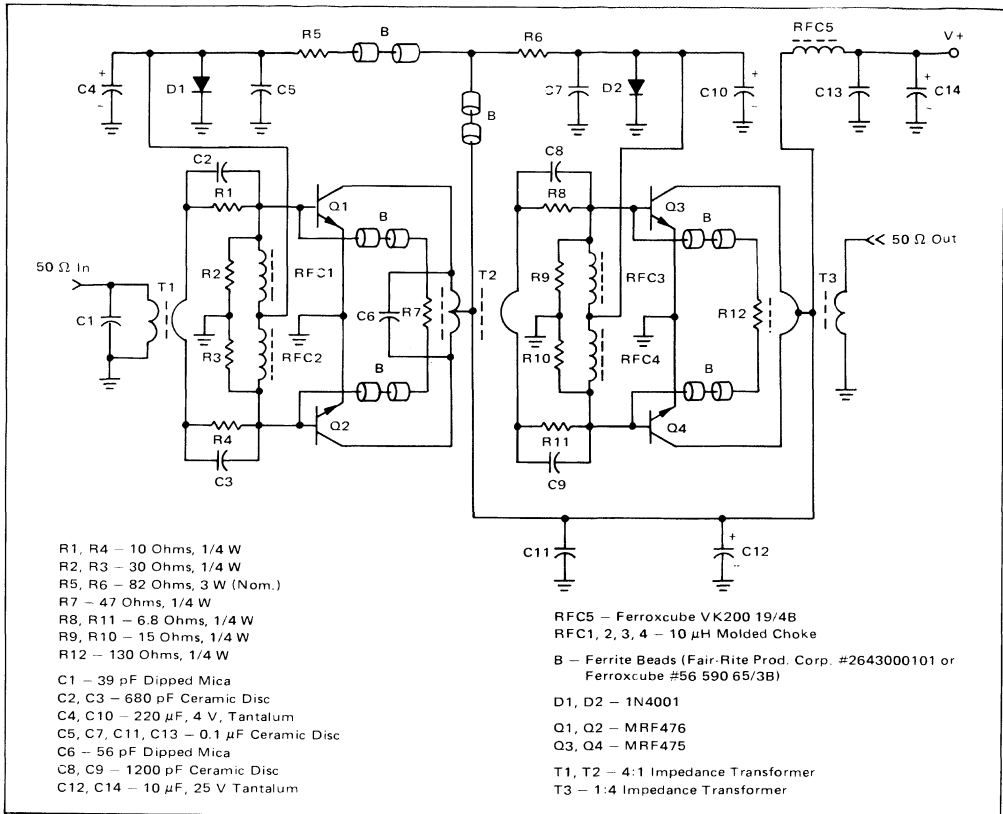 R5
B
R6
RFC5
V+
+
C4
-
D1
C5
C7
D2
+
C10
-
C13
+
C14
-
B
C2
R1
Q1
B
C8
R8
Q3
B
50 Ω In
T1
C1
R2
RFC1
R3
RFC2
C6
R7
T2
R9
RFC3
R10
RFC4
R12
T3
50 Ω Out
B
B
R4
Q2
C3
R11
Q4
C9
C11
+
C12
--
R1, R4 – 10 Ohms, 1/4 W
R2, R3 – 30 Ohms, 1/4 W
R5, R6 – 82 Ohms, 3 W (Nom.)
R7 – 47 Ohms, 1/4 W
R8, R11 – 6.8 Ohms, 1/4 W
R9, R10 – 15 Ohms, 1/4 W
R12 – 130 Ohms, 1/4 W
C1 – 39 pF Dipped Mica
C2, C3 – 680 pF Ceramic Disc
C4, C10 – 220 μF, 4 V, Tantalum
C5, C7, C11, C13 – 0.1 μF Ceramic Disc
C6 – 56 pF Dipped Mica
C8, C9 – 1200 pF Ceramic Disc
C12, C14 – 10 μF, 25 V Tantalum
RFC5 – Ferroxcube VK200 19/4B
RFC1, 2, 3, 4 – 10 μH Molded Choke
B – Ferrite Beads (Fair-Rite Prod. Corp. #2643000101 or
Ferroxcube #56 590 65/3B)
D1, D2 – 1N4001
Q1, Q2 – MRF476
Q3, Q4 – MRF475
T1, T2 – 4:1 Impedance Transformer
T3 – 1:4 Impedance Transformer